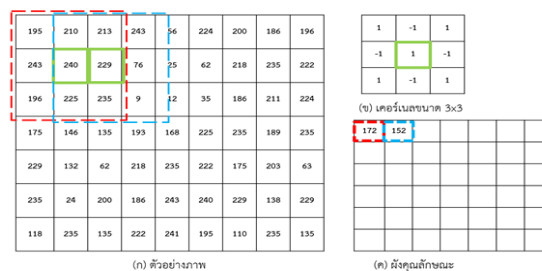 195 210 213 243 56 224 200 186 196
243 240 229 76 25 62 218 235 222
196 225 235 9 12 35 186 211 224
175 146 135 193 168 225 235 189 235
229 132 62 218 235 222 175 203 63
235 24 200 186 243 240 229 138 229
118 235 135 222 241 195 110 235 135
(ก) ตัวอย่างภาพ
1 -1 1
-1 1 -1
1 -1 1
(ข) เคอร์เนลขนาด 3x3
172 152
(ค) ผังคุณลักษณะ